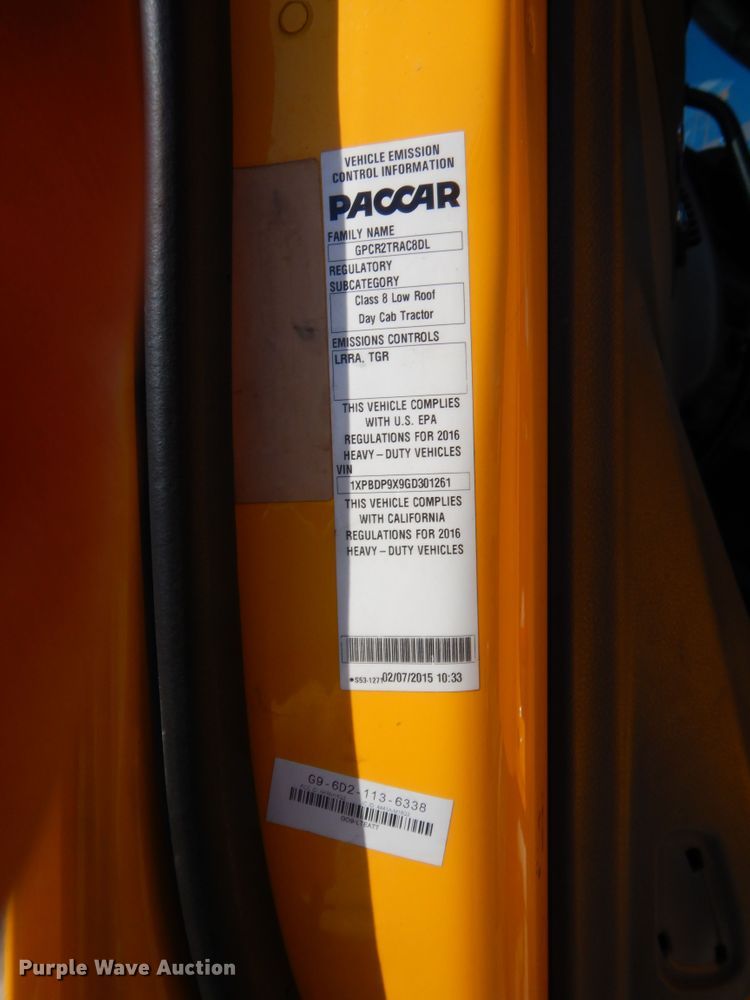 VEHICLE EMISSION
CONTROL INFORMATION
PACCAR
FAMILY NAME
GPCR2TRAC8DL
REGULATORY
SUBCATEGORY
Class 8 Low Roof
Day Cab Tractor
EMISSIONS CONTROLS
LRRA, TGR
THIS VEHICLE COMPLIES
WITH U.S. EPA
REGULATIONS FOR 2016
HEAVY – DUTY VEHICLES
VIN
1XPBDP9X9GD301261
THIS VEHICLE COMPLIES
WITH CALIFORNIA
REGULATIONS FOR 2016
HEAVY – DUTY VEHICLES
●S53-1271 02/07/2015 10:33
G9-6D2-113-6338
Purple Wave Auction